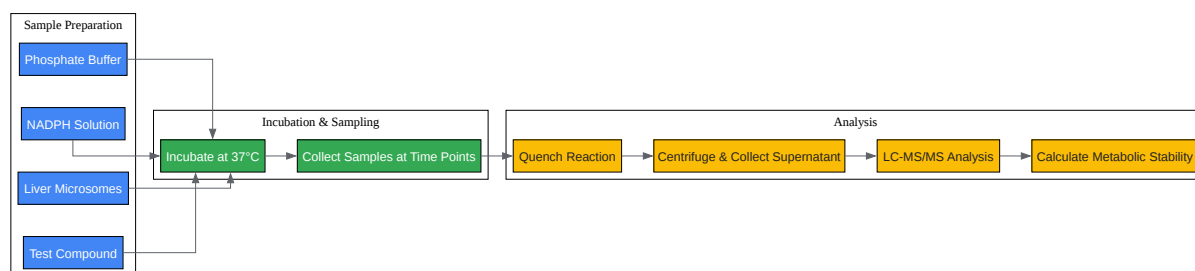 Sample Preparation
Phosphate Buffer
NADPH Solution
Liver Microsomes
Test Compound
Incubation & Sampling
Incubate at 37°C
Collect Samples at Time Points
Analysis
Quench Reaction
Centrifuge & Collect Supernatant
LC-MS/MS Analysis
Calculate Metabolic Stability